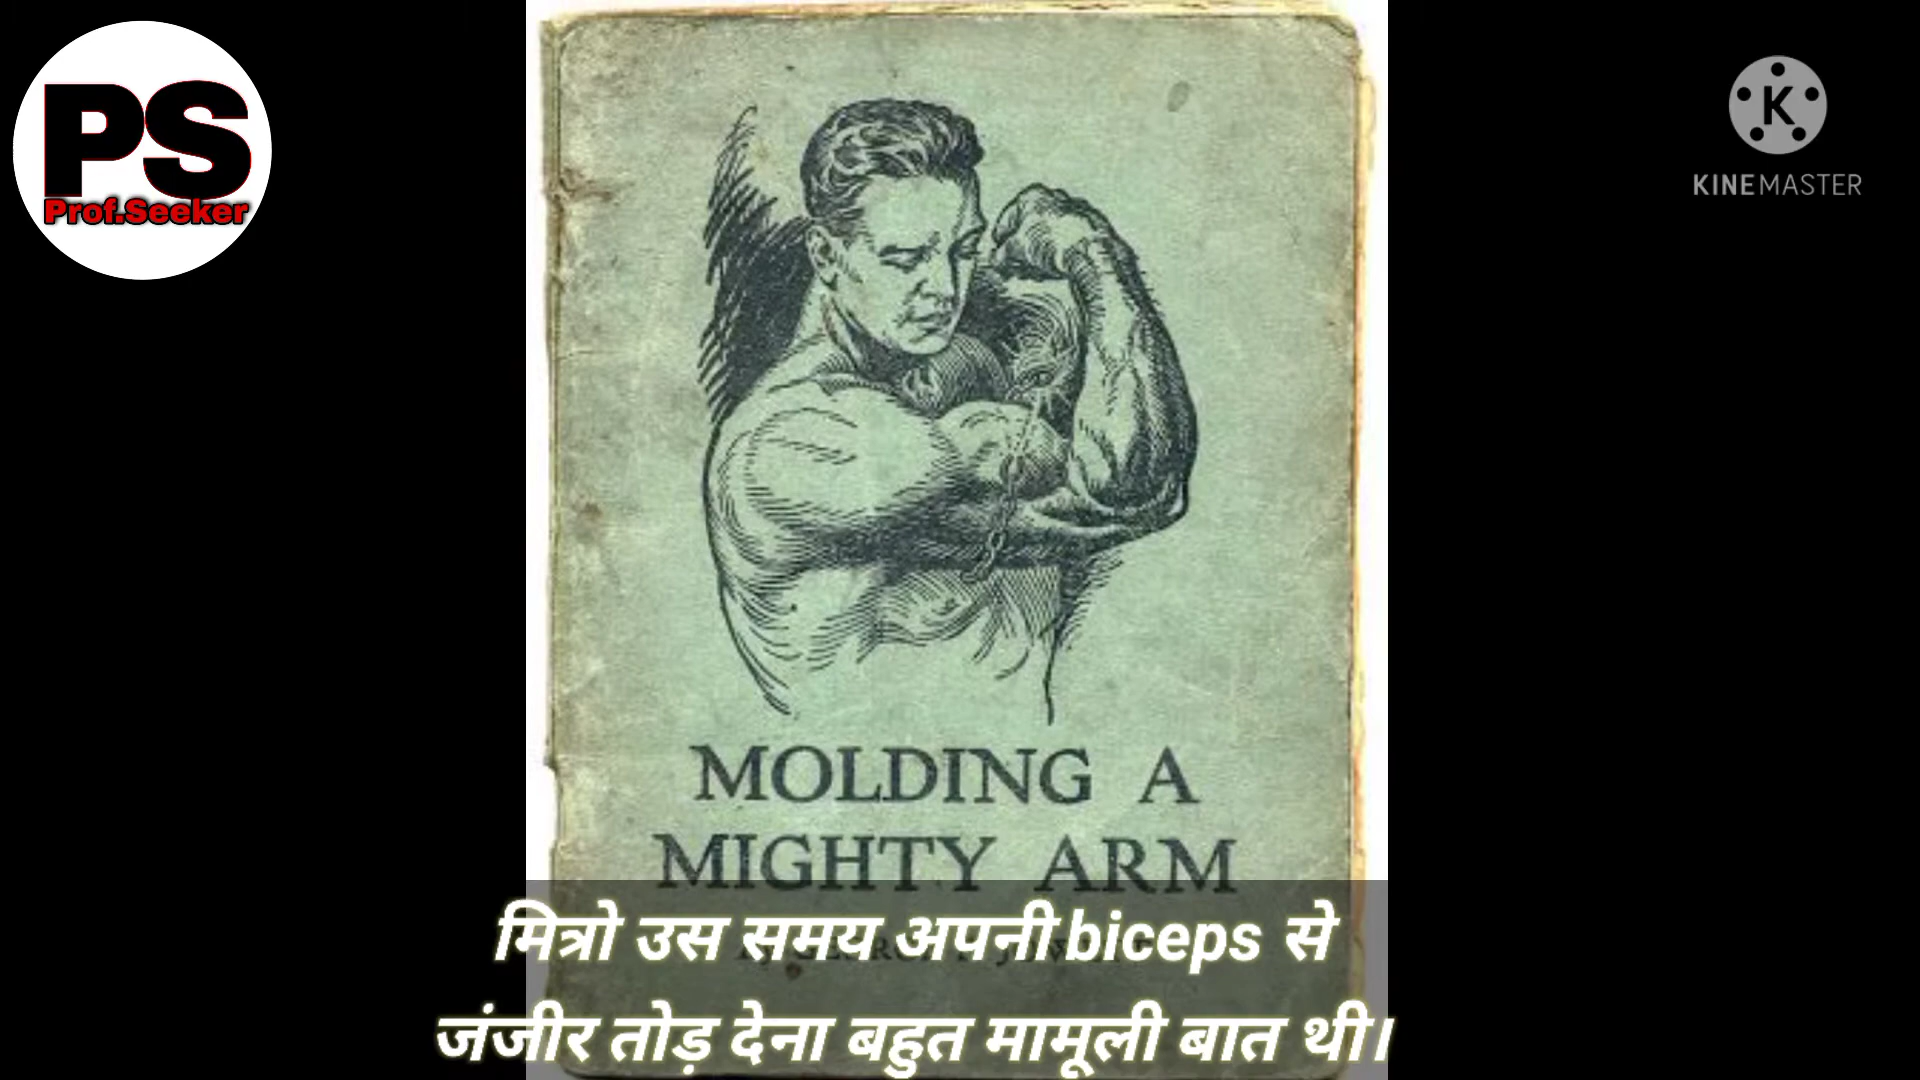 PS
Prof.Seeker
K
KINEMASTER
MOLDING A
MIGHTY ARM
मित्रो उस समय अपनी biceps से
जंजीर तोड़ देना बहुत मामूली बात थी।